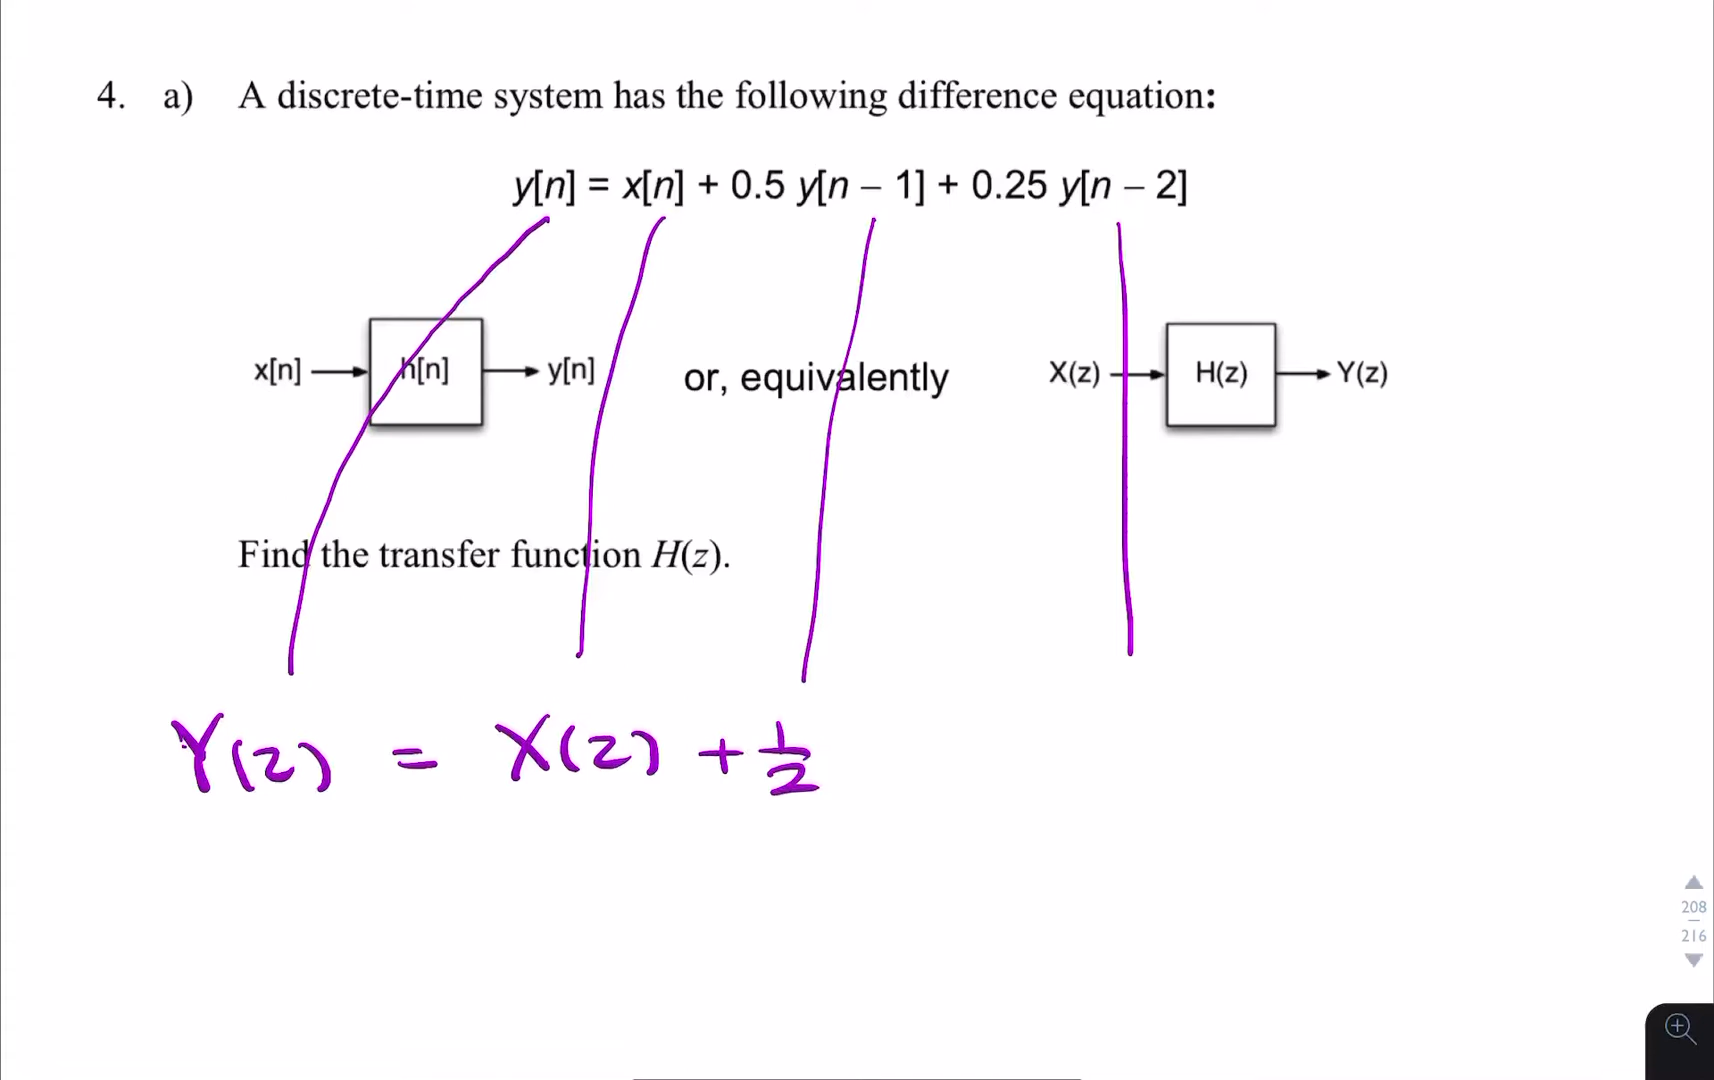 4. a) A discrete-time system has the following difference equation:
y[n] = x[n] + 0.5 y[n – 1] + 0.25 y[n – 2]
x[n] h[n] y[n] or, equivalently X(z) H(z) Y(z)
Find the transfer function H(z).
Y(z) = X(z) + 1/2
208
216